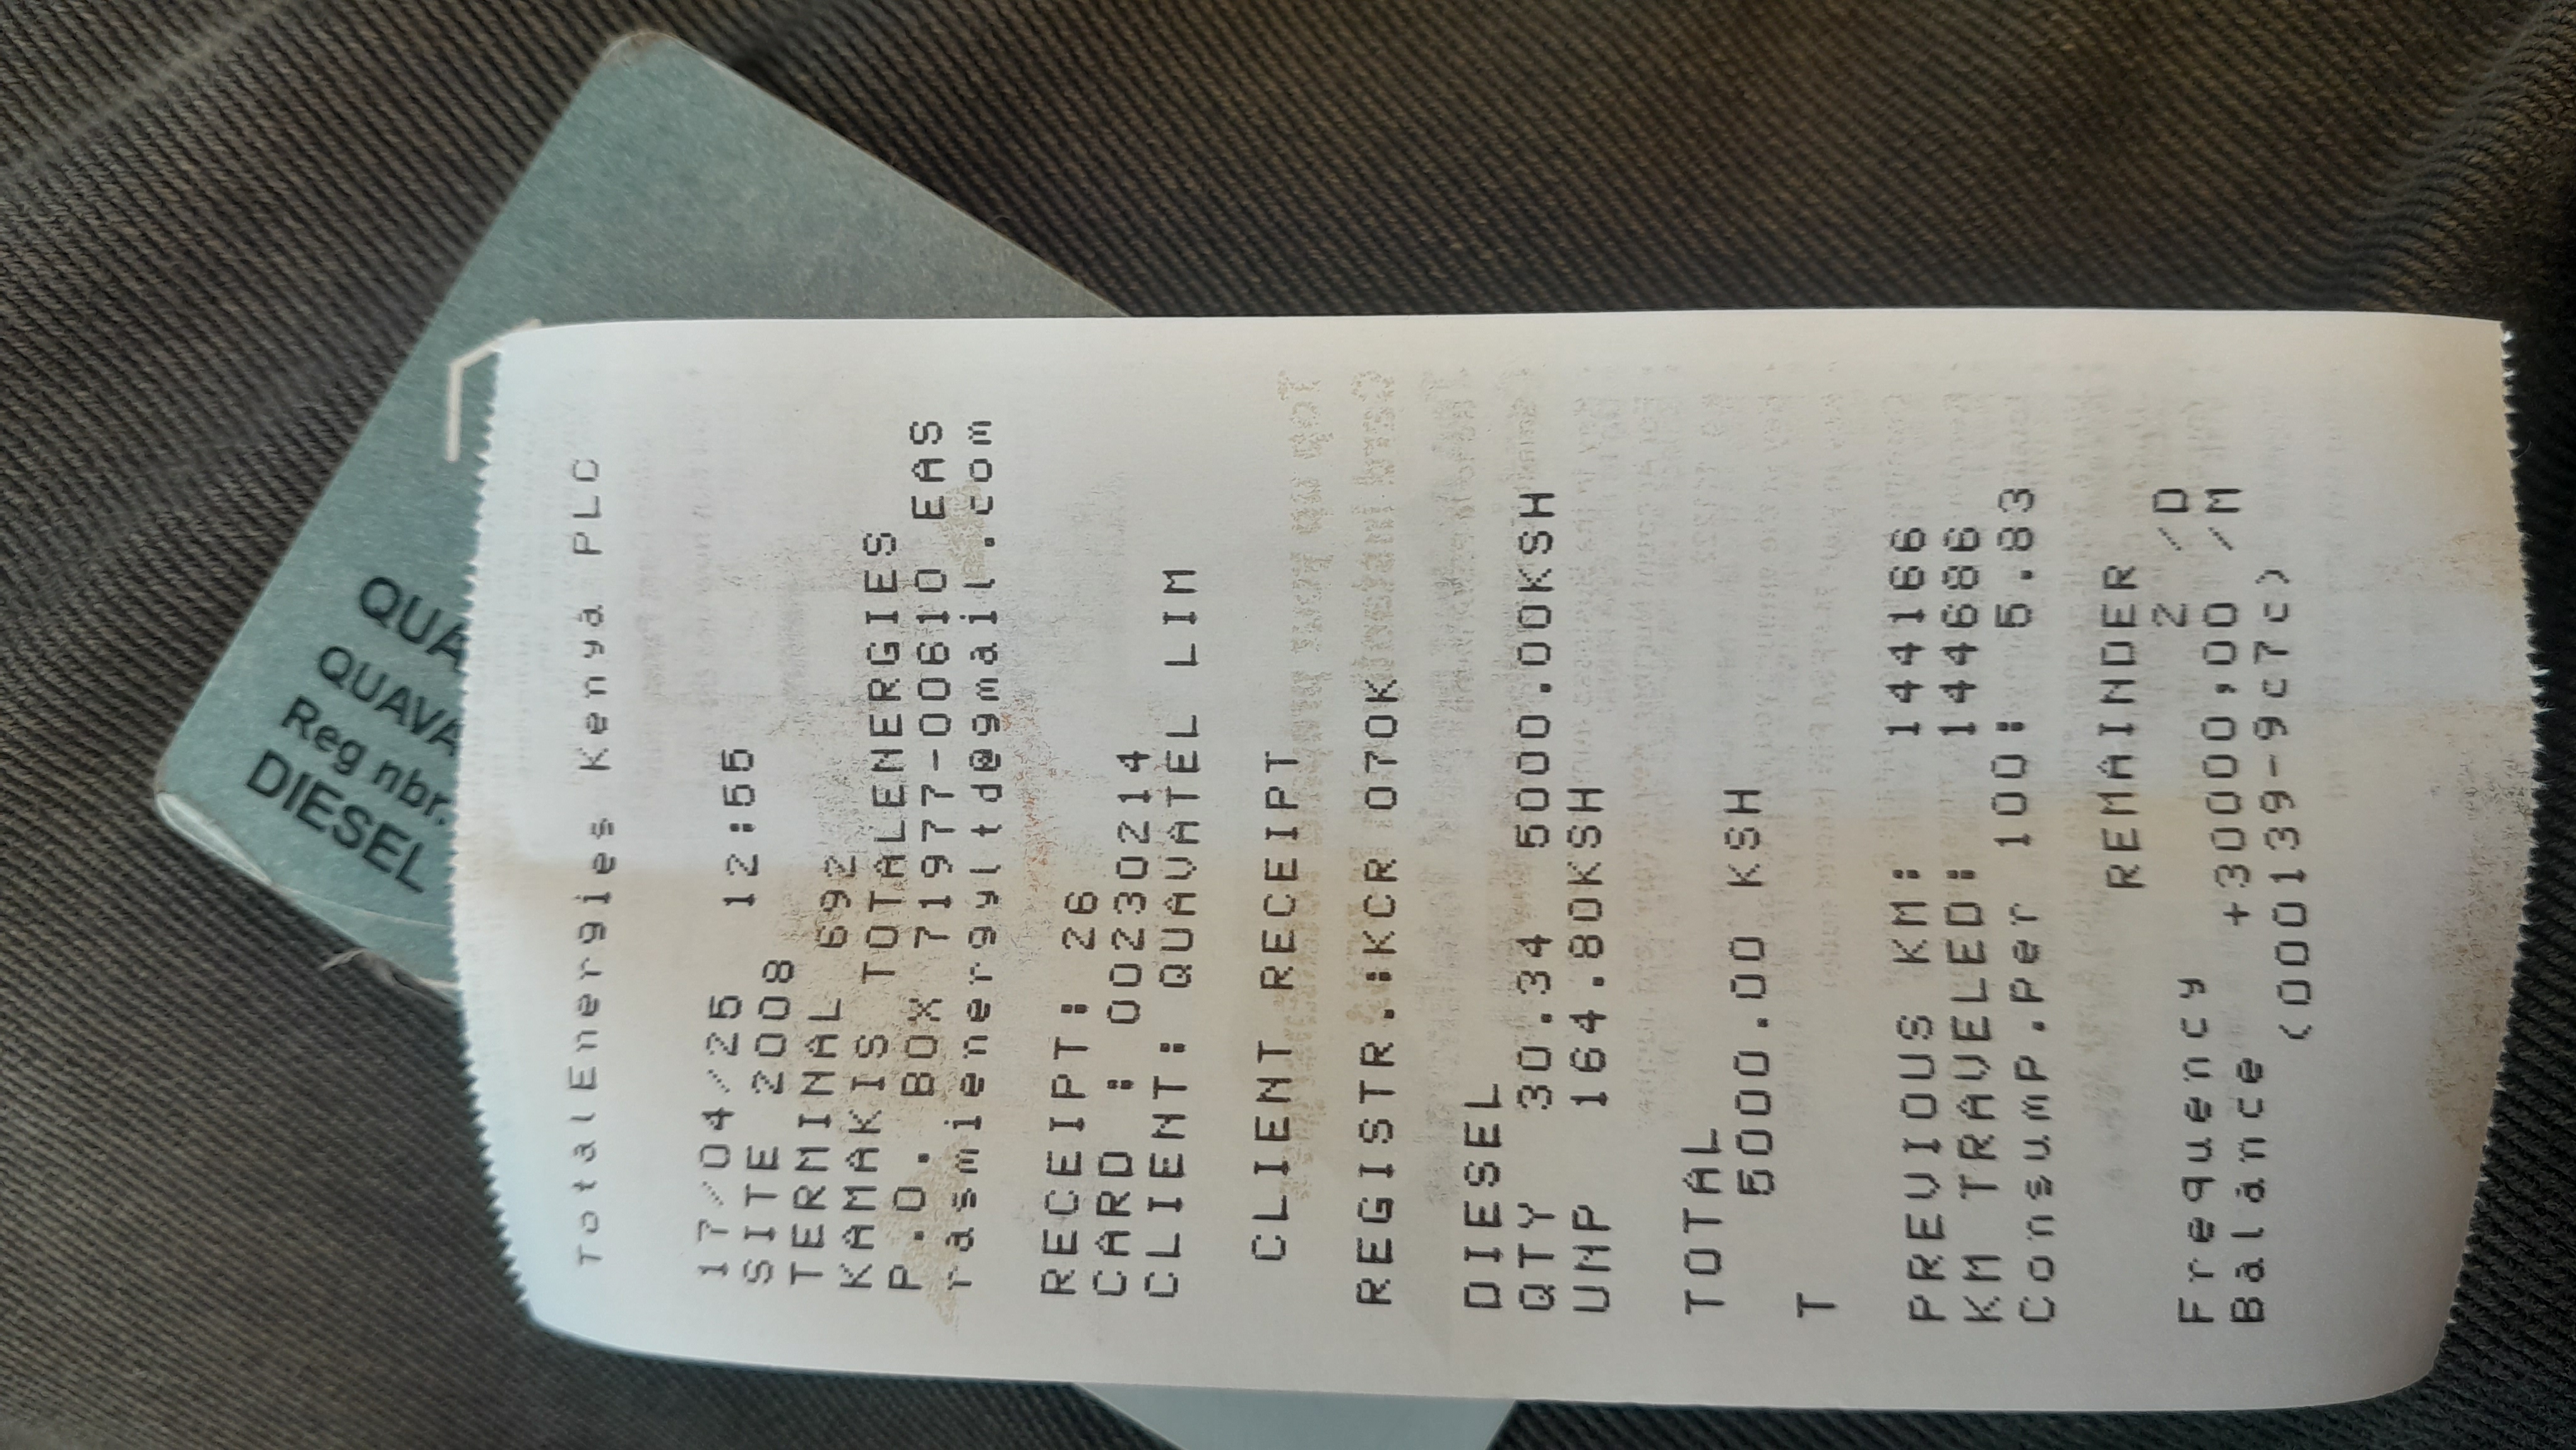 TotalEnergies Kenya PLC
17/04/25 12:55
SITE 2008
TERMINAL 692
KAMAKIS TOTALENERGIES
P.O. BOX 71977-00610 EAS
rasmienergyltd@gmail.com
RECEIPT: 26
CARD : 00230214
CLIENT: QUAVATEL LIM
CLIENT RECEIPT
REGISTR.:KCR 070K
DIESEL
QTY 30.34 5000.00KSH
UMP 164.80KSH
TOTAL
5000.00 KSH
T
PREVIOUS KM: 144166
KM TRAVELED: 144686
Consump.Per 100: 5.83
REMAINDER
Frequency 2 /D
Balance +30000,00 /M
(000139-9c7c)
QUA
QUAVA
Reg nbr.
DIESEL